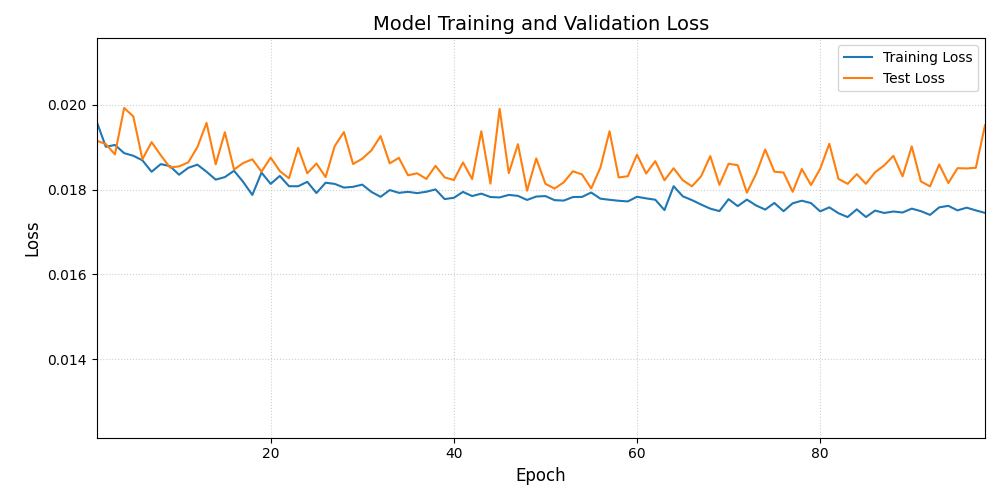 Model Training and Validation Loss
Training Loss
Test Loss
0.020
0.018
0.016
0.014
Loss
20
40
60
80
Epoch